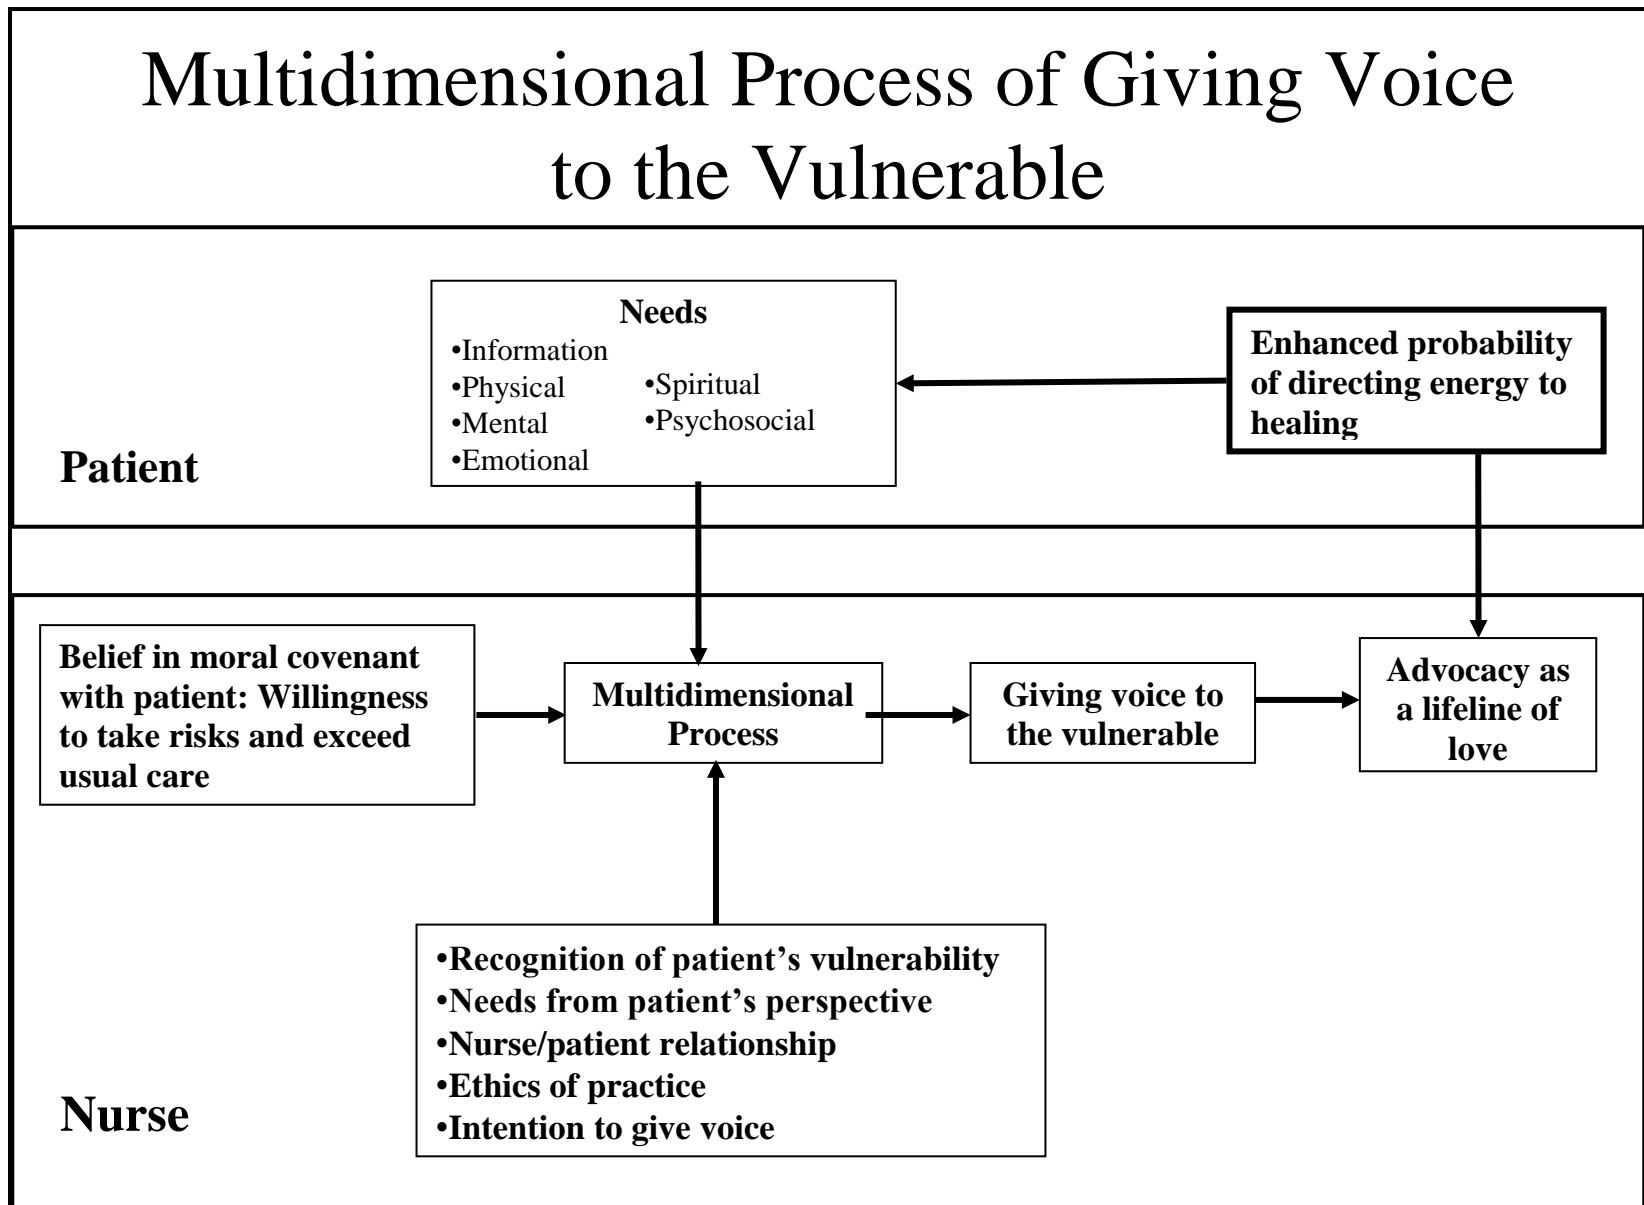 Multidimensional Process of Giving Voice
to the Vulnerable
Needs
•Information
•Physical
•Mental
•Emotional
•Spiritual
•Psychosocial
Enhanced probability
of directing energy to
healing
Patient
Belief in moral covenant
with patient: Willingness
to take risks and exceed
usual care
Multidimensional
Process
Giving voice to
the vulnerable
Advocacy as
a lifeline of
love
•Recognition of patient’s vulnerability
•Needs from patient’s perspective
•Nurse/patient relationship
•Ethics of practice
•Intention to give voice
Nurse